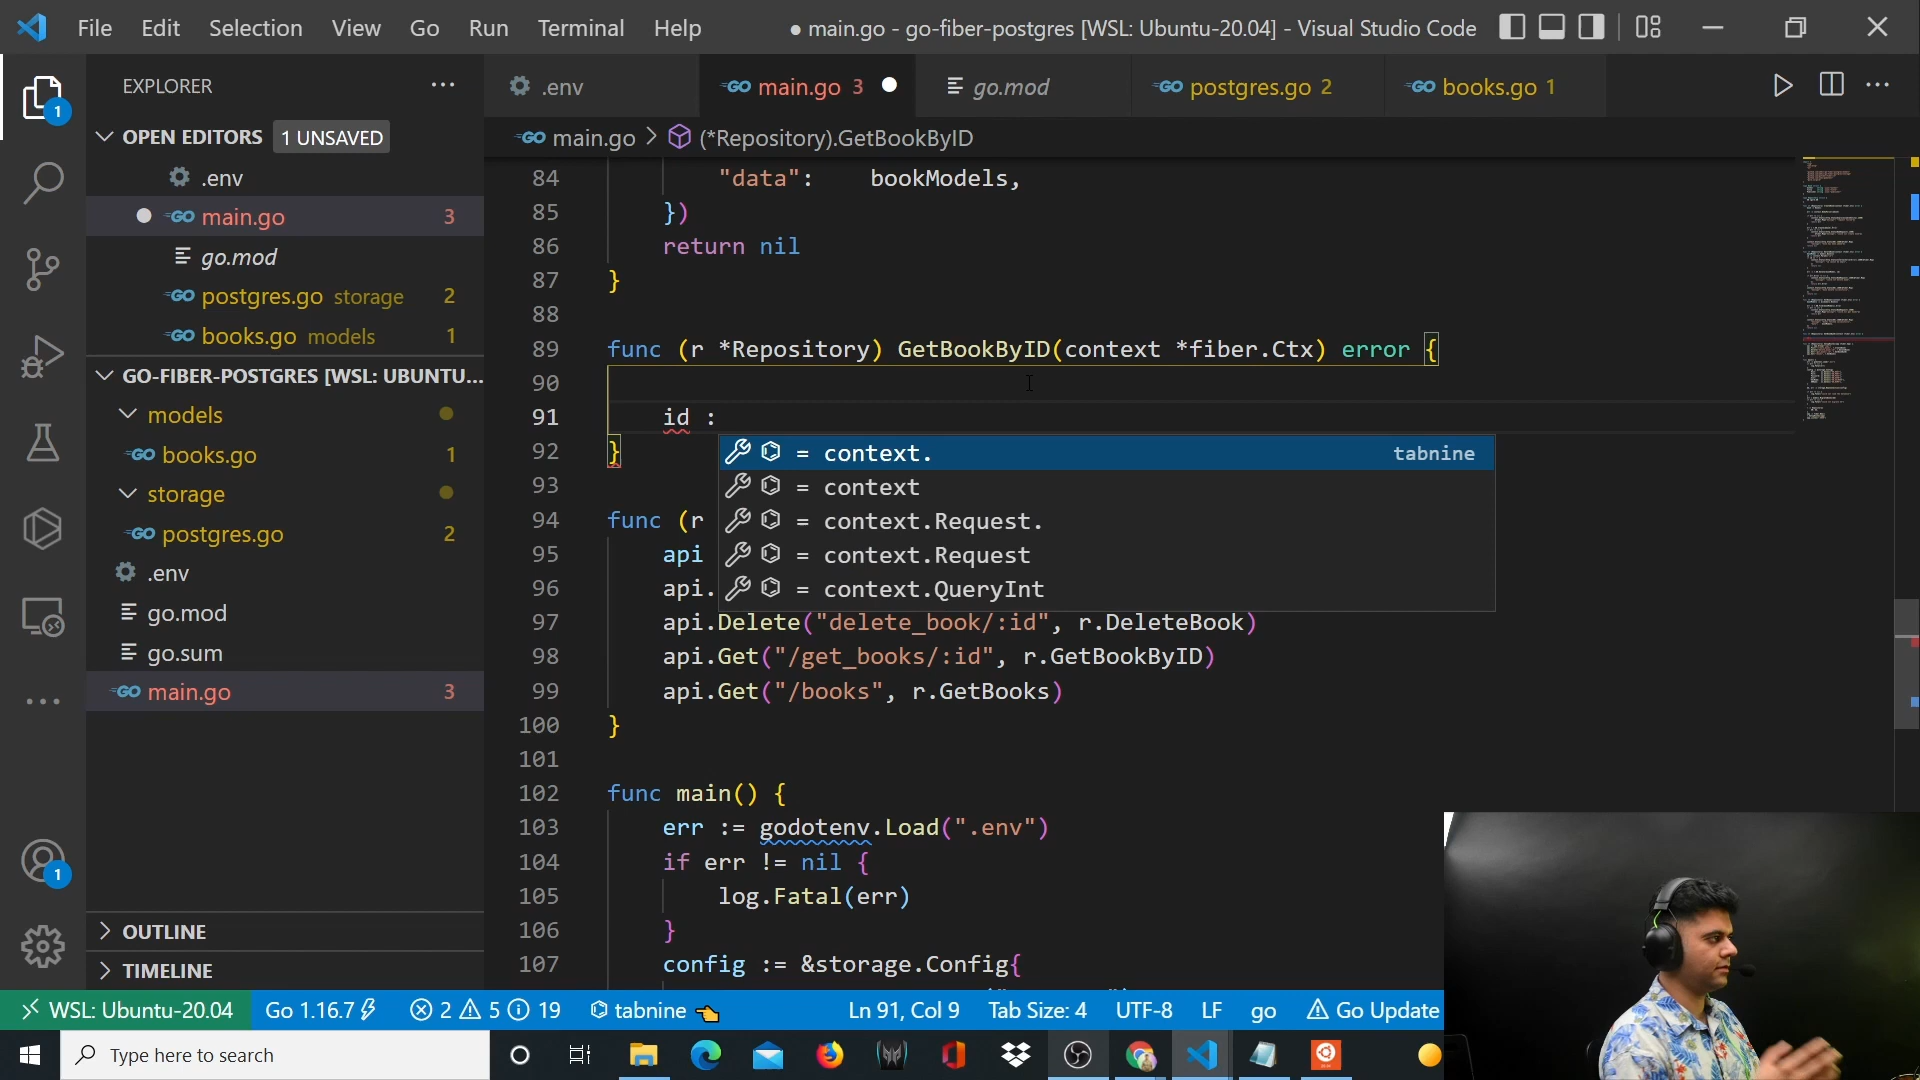 File Edit Selection View Go Run Terminal Help
● main.go - go-fiber-postgres [WSL: Ubuntu-20.04] - Visual Studio Code
EXPLORER
.env
main.go 3
go.mod
postgres.go 2
books.go 1
main.go > (*Repository).GetBookByID
OPEN EDITORS 1 UNSAVED
.env
main.go 3
go.mod
postgres.go storage 2
books.go models 1
GO-FIBER-POSTGRES [WSL: UBUNTU...
models
books.go 1
storage
postgres.go 2
.env
go.mod
go.sum
main.go 3
OUTLINE
TIMELINE
84 "data": bookModels,
85 })
86 return nil
87 }
88
89 func (r *Repository) GetBookByID(context *fiber.Ctx) error {
90
91 id :
92 }
93
94 func (r
95 api
96 api.
97 api.Delete("delete_book/:id", r.DeleteBook)
98 api.Get("/get_books/:id", r.GetBookByID)
99 api.Get("/books", r.GetBooks)
100 }
101
102 func main() {
103 err := godotenv.Load(".env")
104 if err != nil {
105 log.Fatal(err)
106 }
107 config := &storage.Config{
= context. tabnine
= context
= context.Request.
= context.Request
= context.QueryInt
1
1
WSL: Ubuntu-20.04 Go 1.16.7 2 5 19 tabnine Ln 91, Col 9 Tab Size: 4 UTF-8 LF go Go Update
Type here to search